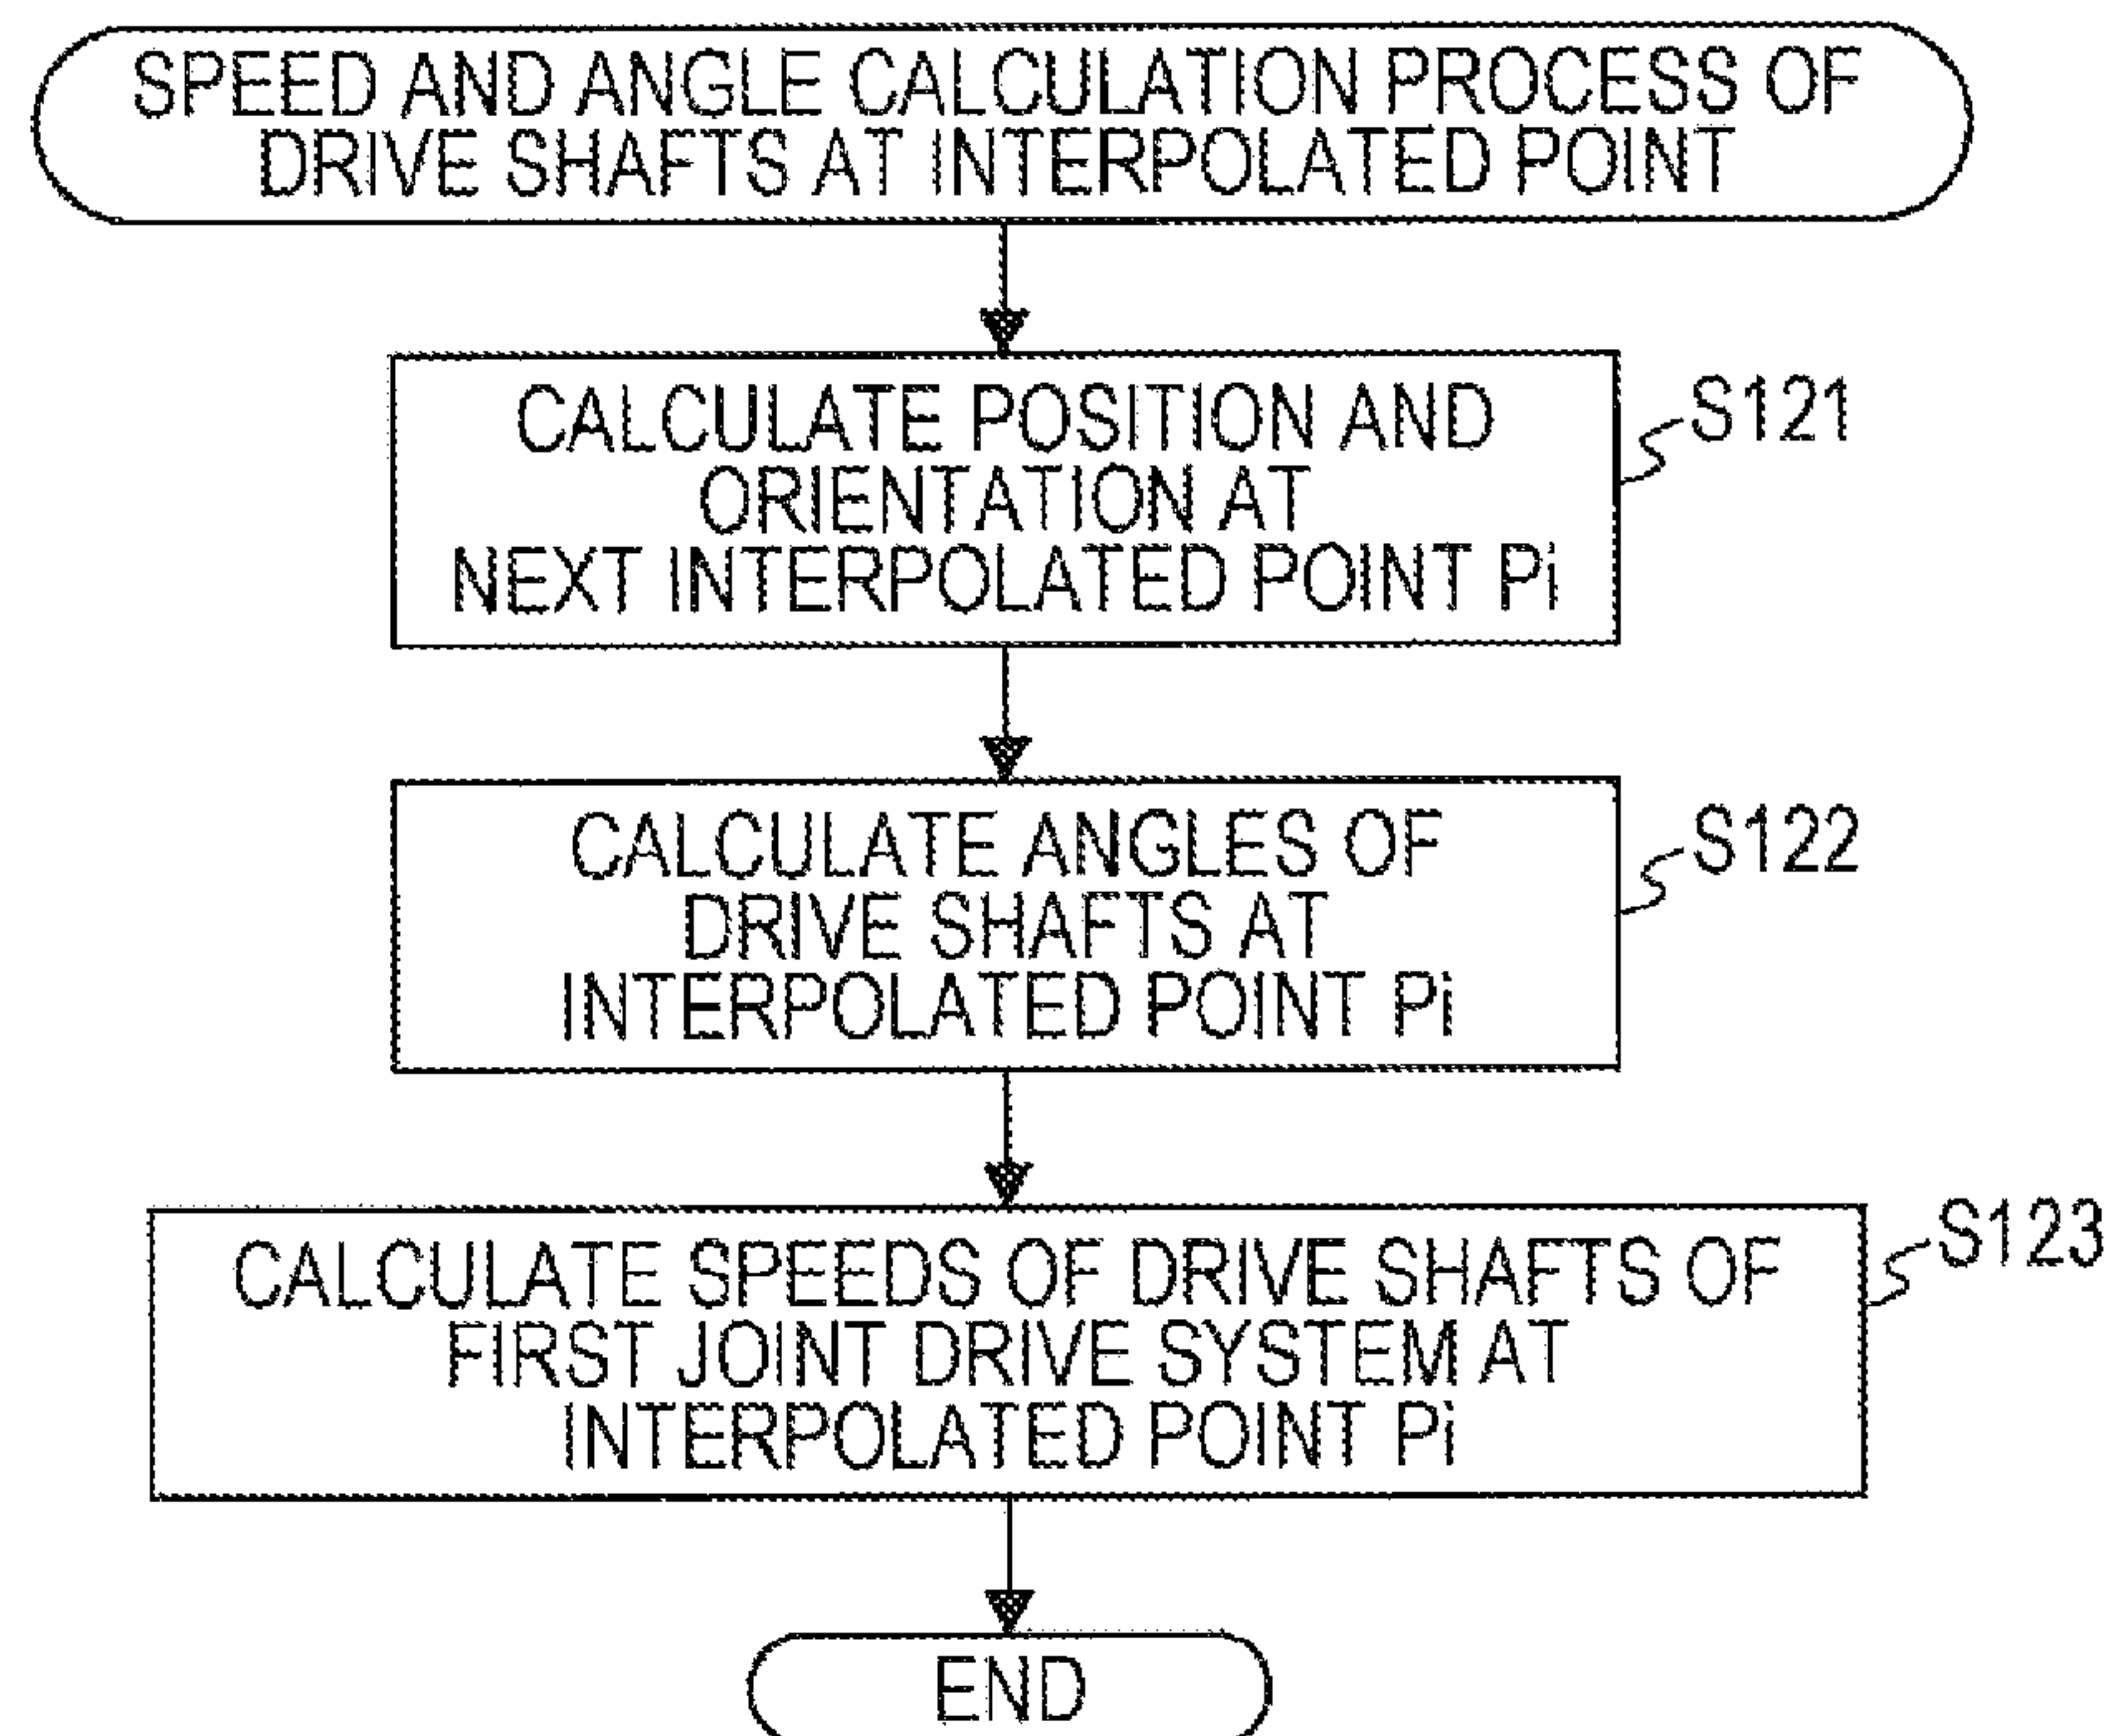 SPEED AND ANGLE CALCULATION PROCESS OF
DRIVE SHAFTS AT INTERPOLATED POINT
CALCULATE POSITION AND
ORIENTATION AT
NEXT INTERPOLATED POINT Pi
S121
CALCULATE ANGLES OF
DRIVE SHAFTS AT
INTERPOLATED POINT Pi
S122
CALCULATE SPEEDS OF DRIVE SHAFTS OF
FIRST JOINT DRIVE SYSTEM AT
INTERPOLATED POINT Pi
S123
END